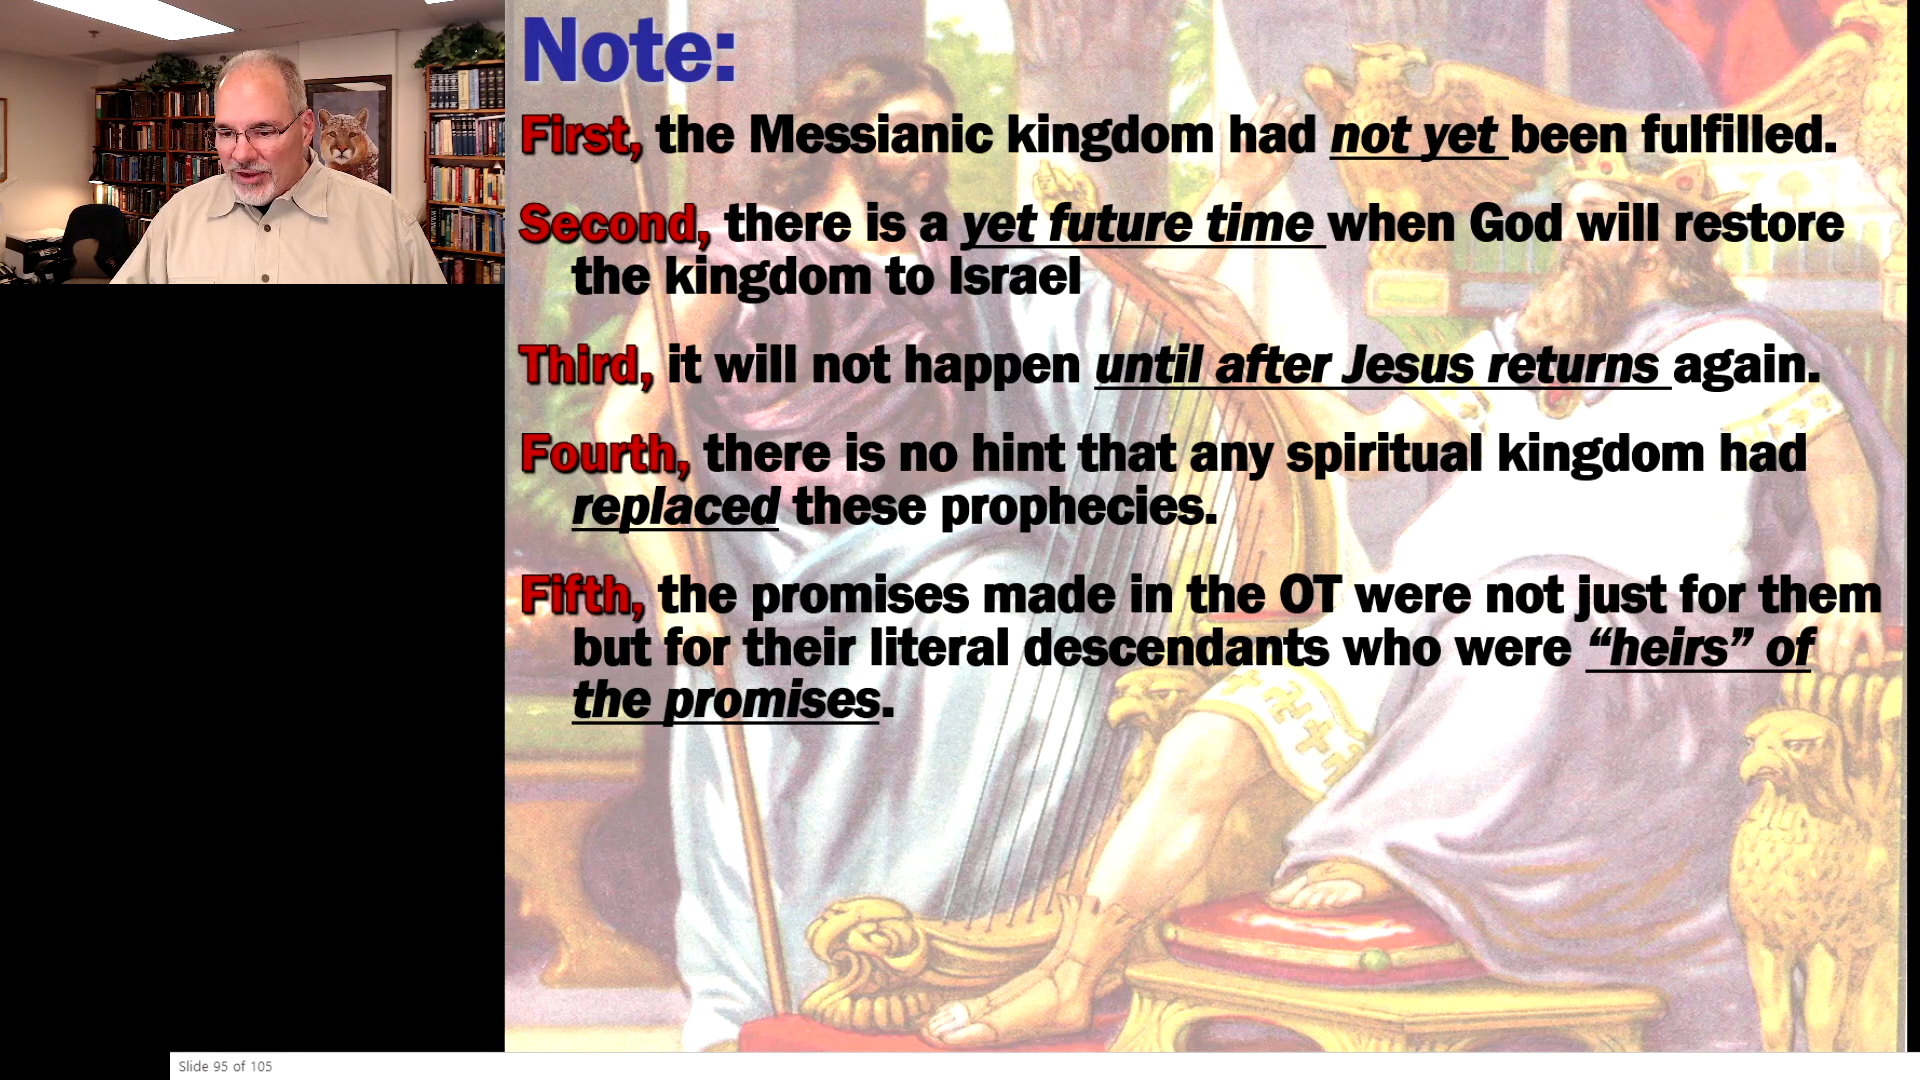 Note:
First, the Messianic kingdom had not yet been fulfilled.
Second, there is a yet future time when God will restore
the kingdom to Israel
Third, it will not happen until after Jesus returns again.
Fourth, there is no hint that any spiritual kingdom had
replaced these prophecies.
Fifth, the promises made in the OT were not just for them
but for their literal descendants who were “heirs” of
the promises.
Slide 95 of 105